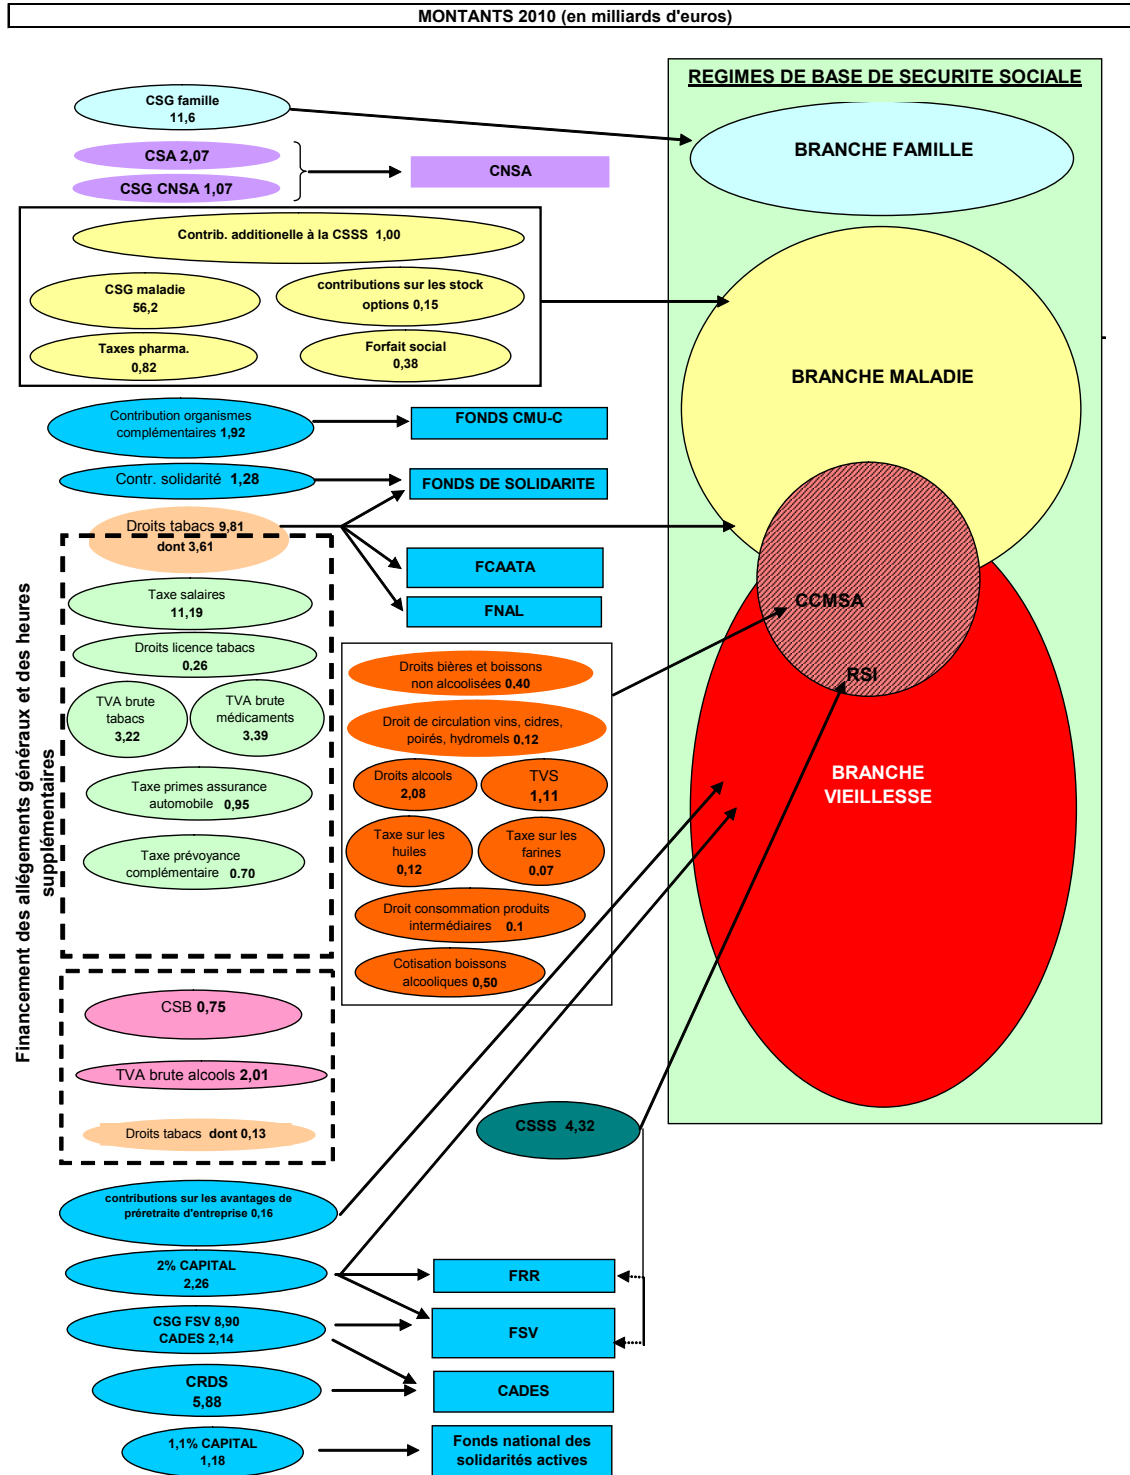 MONTANTS 2010 (en milliards d'euros)
REGIMES DE BASE DE SECURITE SOCIALE
CSG famille
11,6
BRANCHE FAMILLE
CSA 2,07
CSG CNSA 1,07
CNSA
Contrib. additionelle à la CSSS 1,00
CSG maladie
56,2
contributions sur les stock
options 0,15
Taxes pharma.
0,82
Forfait social
0,38
BRANCHE MALADIE
Contribution organismes
complémentaires 1,92
FONDS CMU-C
Contr. solidarité 1,28
FONDS DE SOLIDARITE
Droits tabacs 9,81
dont 3,61
FCAATA
FNAL
CCMSA
RSI
Financement des allégements généraux et des heures
supplémentaires
Taxe salaires
11,19
Droits licence tabacs
0,26
TVA brute
tabacs
3,22
TVA brute
médicaments
3,39
Taxe primes assurance
automobile 0,95
Taxe prévoyance
complémentaire 0.70
Droits bières et boissons
non alcoolisées 0,40
Droit de circulation vins, cidres,
poirés, hydromels 0,12
Droits alcools
2,08
TVS
1,11
Taxe sur les
huiles
0,12
Taxe sur les
farines
0,07
Droit consommation produits
intermédiaires 0.1
Cotisation boissons
alcooliques 0,50
BRANCHE
VIEILLESSE
CSB 0,75
TVA brute alcools 2,01
Droits tabacs dont 0,13
CSSS 4,32
contributions sur les avantages de
préretraite d'entreprise 0,16
2% CAPITAL
2,26
FRR
CSG FSV 8,90
CADES 2,14
FSV
CRDS
5,88
CADES
1,1% CAPITAL
1,18
Fonds national des
solidarités actives